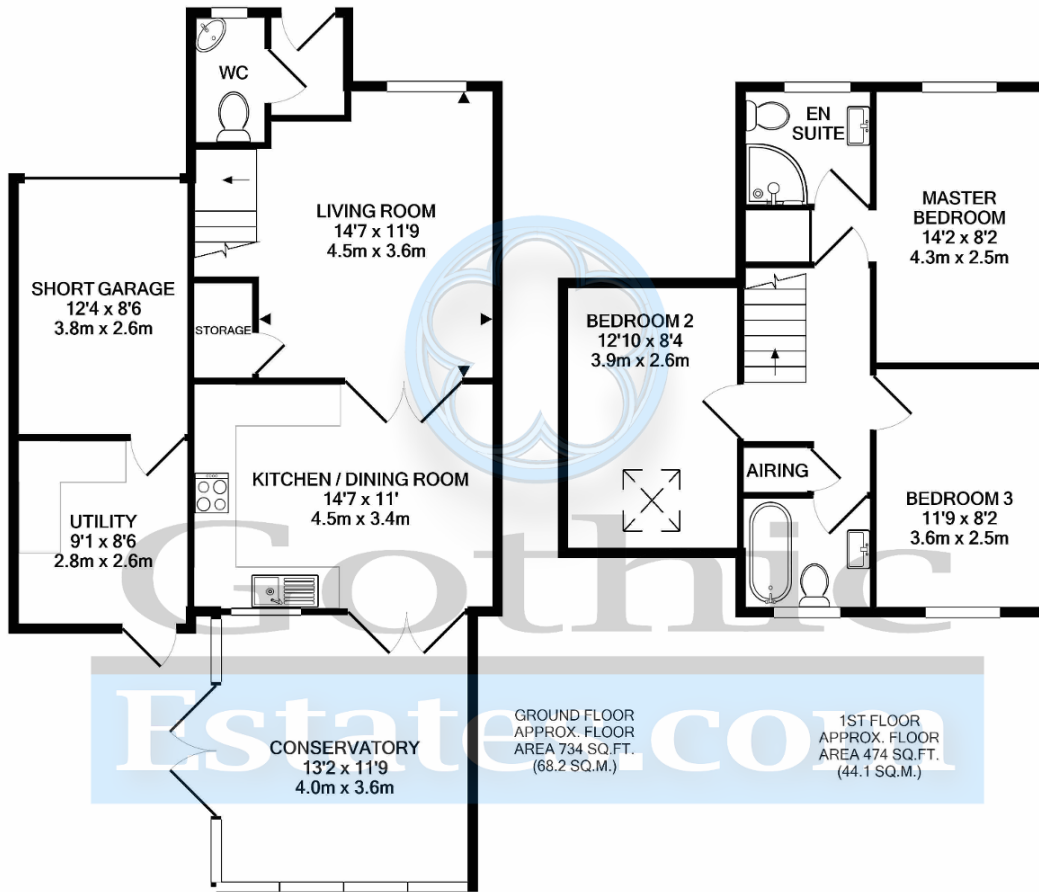 WC
LIVING ROOM
14'7 x 11'9
4.5m x 3.6m
SHORT GARAGE
12'4 x 8'6
3.8m x 2.6m
STORAGE
KITCHEN / DINING ROOM
14'7 x 11'
4.5m x 3.4m
UTILITY
9'1 x 8'6
2.8m x 2.6m
CONSERVATORY
13'2 x 11'9
4.0m x 3.6m
GROUND FLOOR
APPROX. FLOOR
AREA 734 SQ.FT.
(68.2 SQ.M.)
EN
SUITE
MASTER
BEDROOM
14'2 x 8'2
4.3m x 2.5m
BEDROOM 2
12'10 x 8'4
3.9m x 2.6m
AIRING
BEDROOM 3
11'9 x 8'2
3.6m x 2.5m
1ST FLOOR
APPROX. FLOOR
AREA 474 SQ.FT.
(44.1 SQ.M.)
Gothic
Estates.com